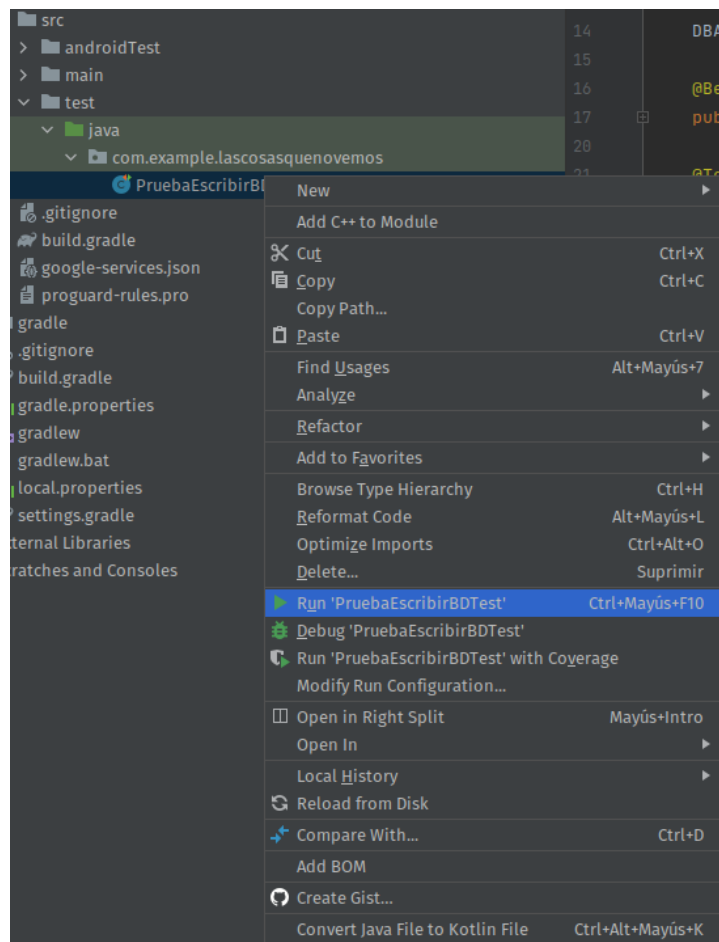 src
androidTest
main
test
java
com.example.lascosasquenovemos
PruebaEscribirBD
.gitignore
build.gradle
google-services.json
proguard-rules.pro
gradle
.gitignore
build.gradle
gradle.properties
gradlew
gradlew.bat
local.properties
settings.gradle
ternal Libraries
ratches and Consoles
14 DBA
15
16 @Be
17 pub
20
21 @Te
New
Add C++ to Module
Cut Ctrl+X
Copy Ctrl+C
Copy Path...
Paste Ctrl+V
Find Usages Alt+Mayús+7
Analyze
Refactor
Add to Favorites
Browse Type Hierarchy Ctrl+H
Reformat Code Alt+Mayús+L
Optimize Imports Ctrl+Alt+O
Delete... Suprimir
Run 'PruebaEscribirBDTest' Ctrl+Mayús+F10
Debug 'PruebaEscribirBDTest'
Run 'PruebaEscribirBDTest' with Coverage
Modify Run Configuration...
Open in Right Split Mayús+Intro
Open In
Local History
Reload from Disk
Compare With... Ctrl+D
Add BOM
Create Gist...
Convert Java File to Kotlin File Ctrl+Alt+Mayús+K